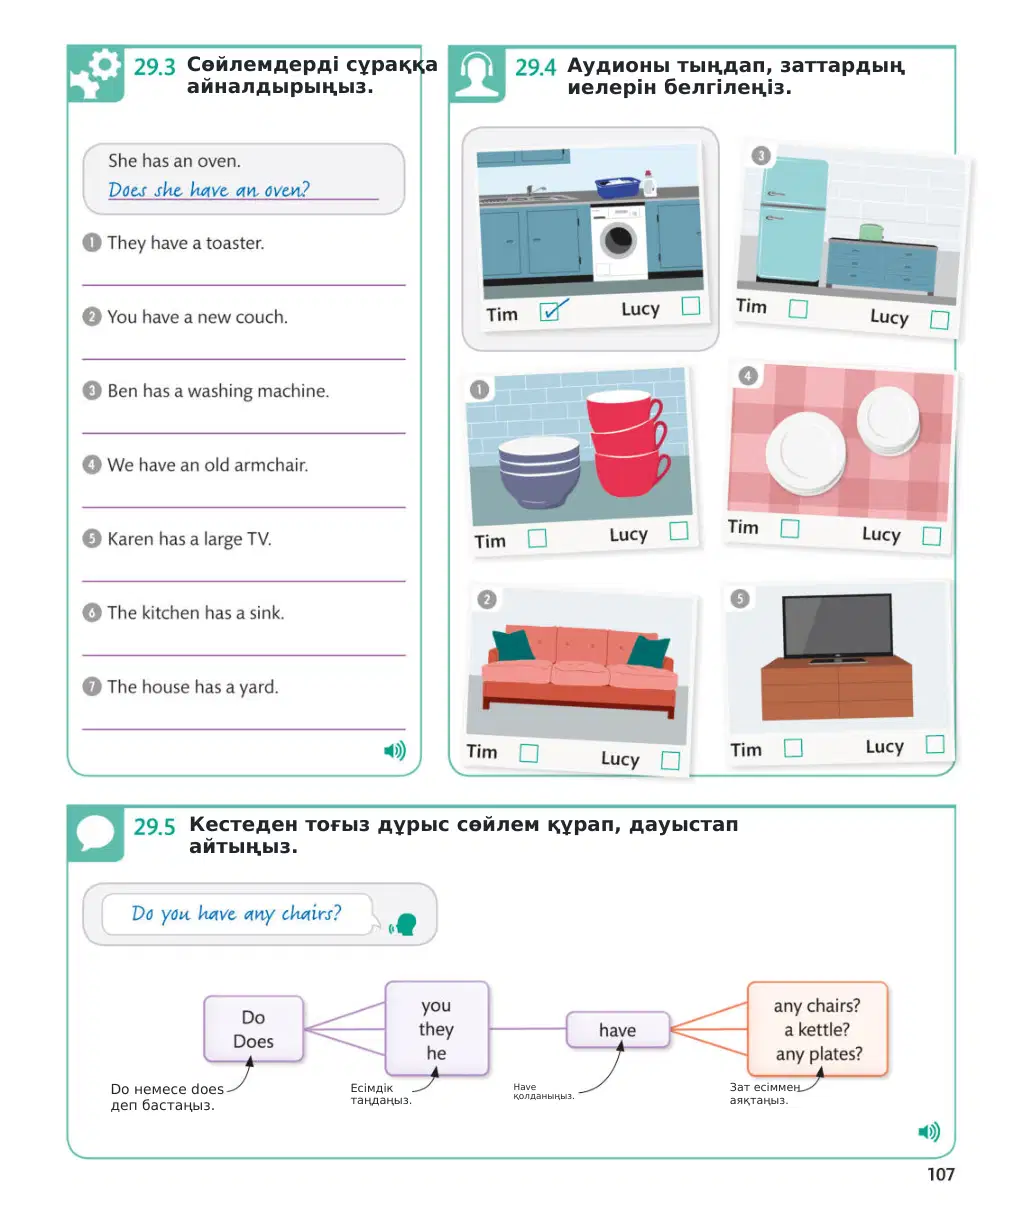 29.3 Сөйлемдерді сұраққа
айналдырыңыз.
She has an oven.
Does she have an oven?
1 They have a toaster.
2 You have a new couch.
3 Ben has a washing machine.
4 We have an old armchair.
5 Karen has a large TV.
6 The kitchen has a sink.
7 The house has a yard.
29.4 Аудионы тыңдап, заттардың
иелерін белгілеңіз.
Tim Lucy
1
Tim Lucy
2
Tim Lucy
3
Tim Lucy
4
Tim Lucy
5
Tim Lucy
29.5 Кестеден тоғыз дұрыс сөйлем құрап, дауыстап
айтыңыз.
Do you have any chairs?
Do
Does
you
they
he
have
any chairs?
a kettle?
any plates?
Do немесе does
деп бастаңыз.
Есімдік
таңдаңыз.
Have
қолданыңыз.
Зат есіммен
аяқтаңыз.
107